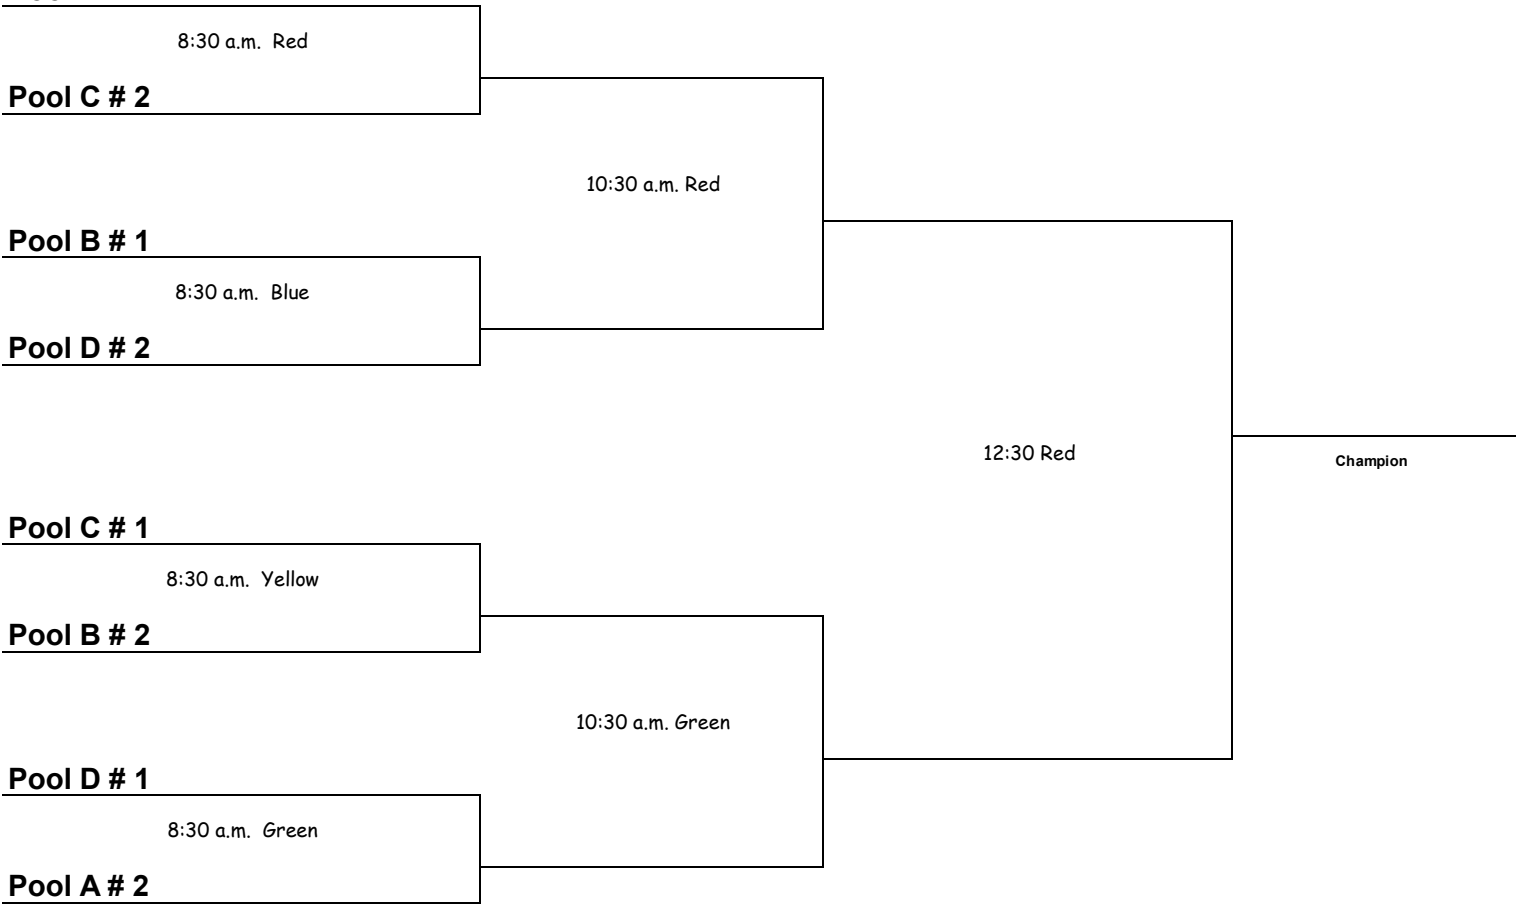 8:30 a.m. Red
Pool C # 2
10:30 a.m. Red
Pool B # 1
8:30 a.m. Blue
Pool D # 2
12:30 Red
Champion
Pool C # 1
8:30 a.m. Yellow
Pool B # 2
10:30 a.m. Green
Pool D # 1
8:30 a.m. Green
Pool A # 2